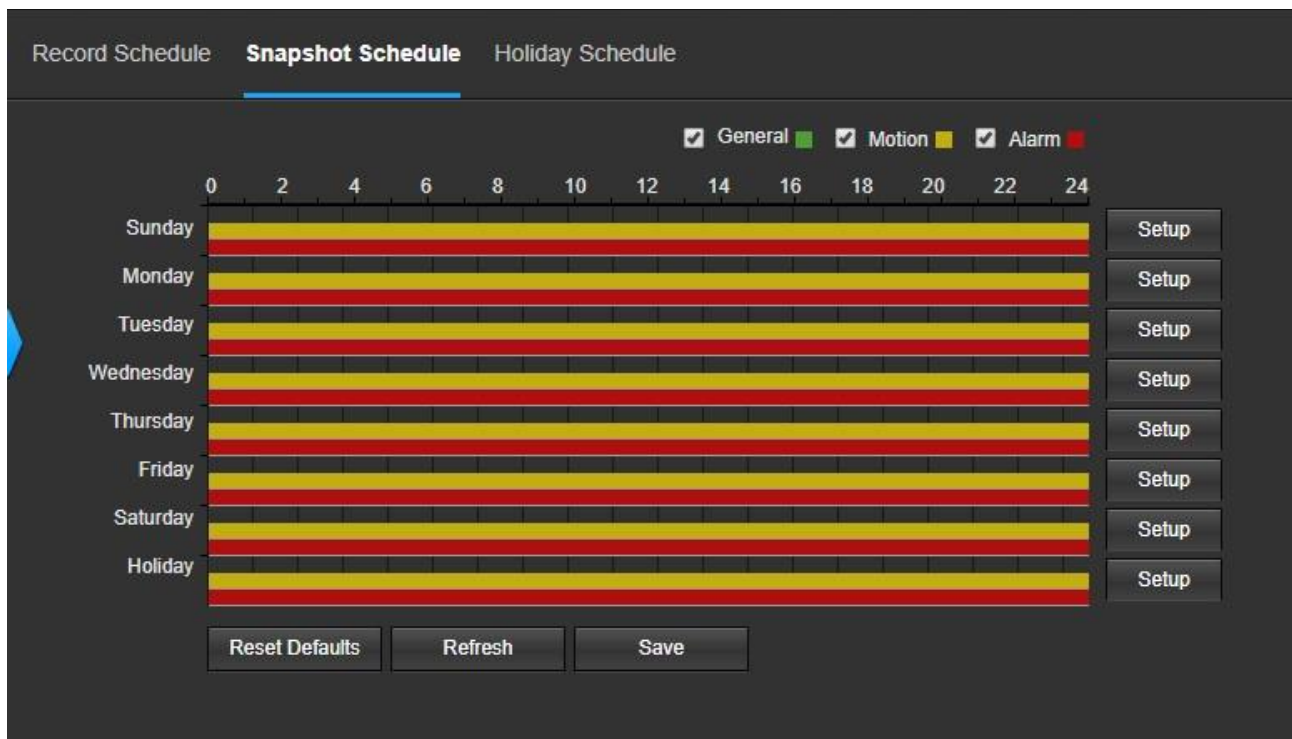 Record Schedule Snapshot Schedule Holiday Schedule
General Motion Alarm
0 2 4 6 8 10 12 14 16 18 20 22 24
Sunday Setup
Monday Setup
Tuesday Setup
Wednesday Setup
Thursday Setup
Friday Setup
Saturday Setup
Holiday Setup
Reset Defaults Refresh Save